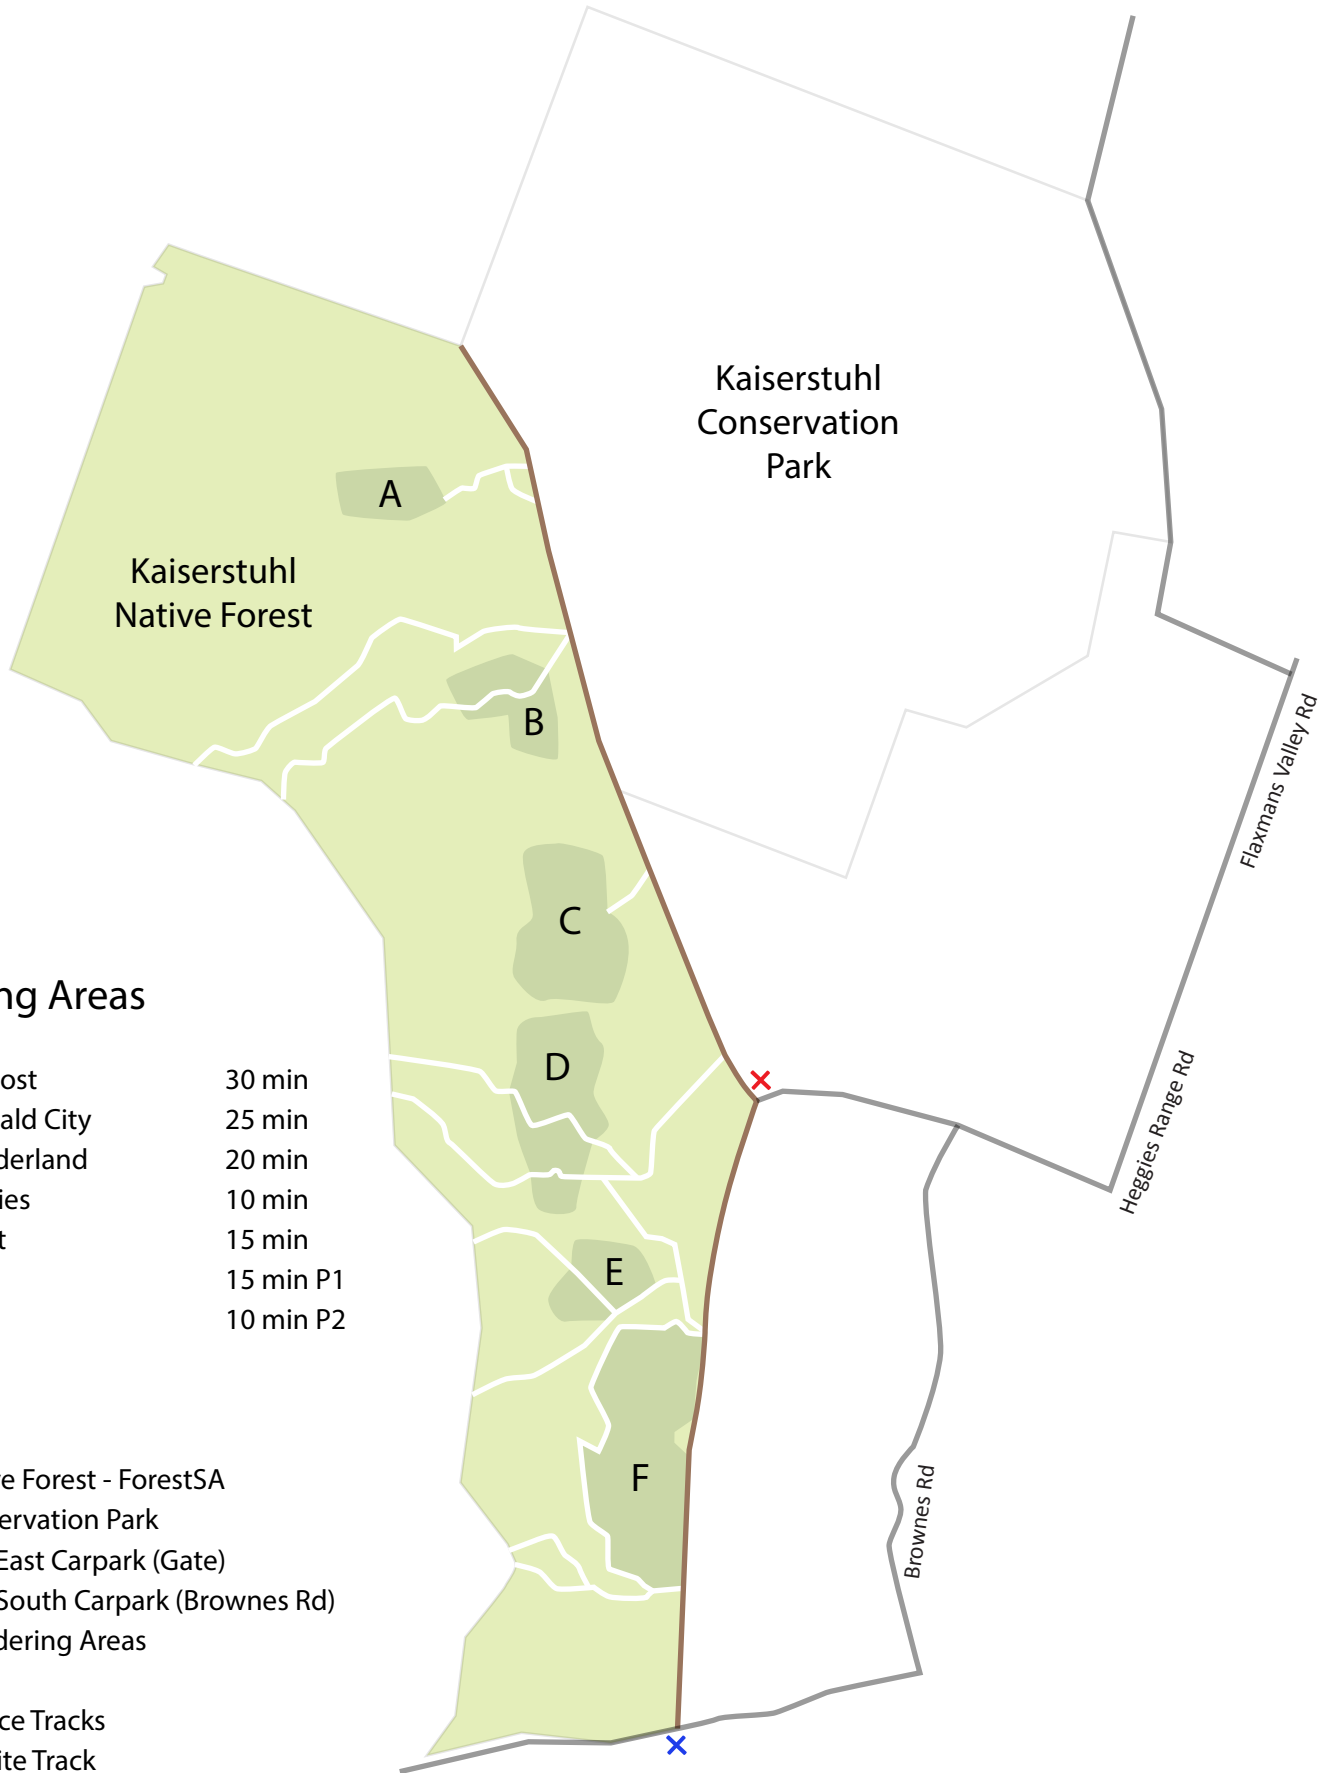 Kaiserstuhl
Conservation
Park
A
Kaiserstuhl
Native Forest
B
Flaxmans Valley Rd
C
ng Areas
D
ost 30 min
ald City 25 min
derland 20 min
ies 10 min
t 15 min
15 min P1
10 min P2
Heggies Range Rd
E
F
Brownes Rd
e Forest - ForestSA
ervation Park
East Carpark (Gate)
South Carpark (Brownes Rd)
dering Areas
ce Tracks
ite Track